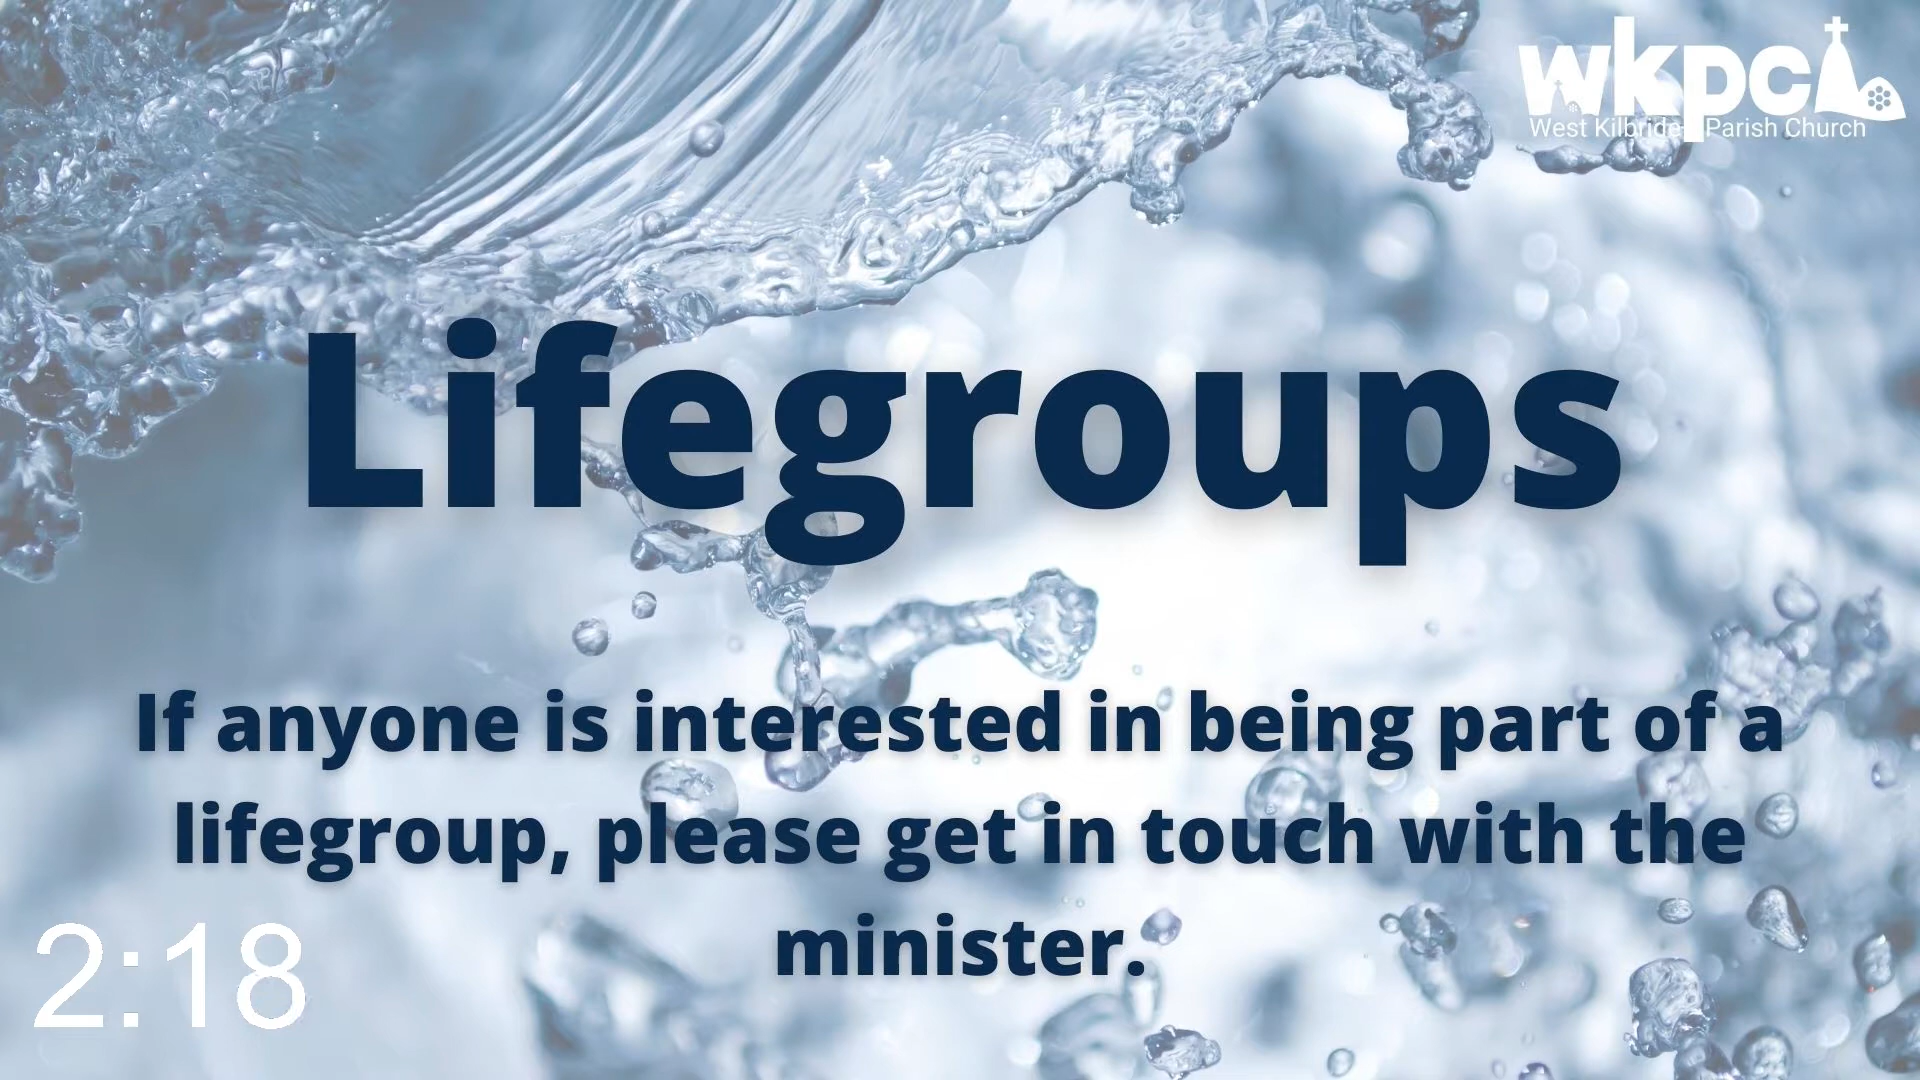 wkpc
West Kilbride Parish Church
Lifegroups
If anyone is interested in being part of a
lifegroup, please get in touch with the
minister.
2:18